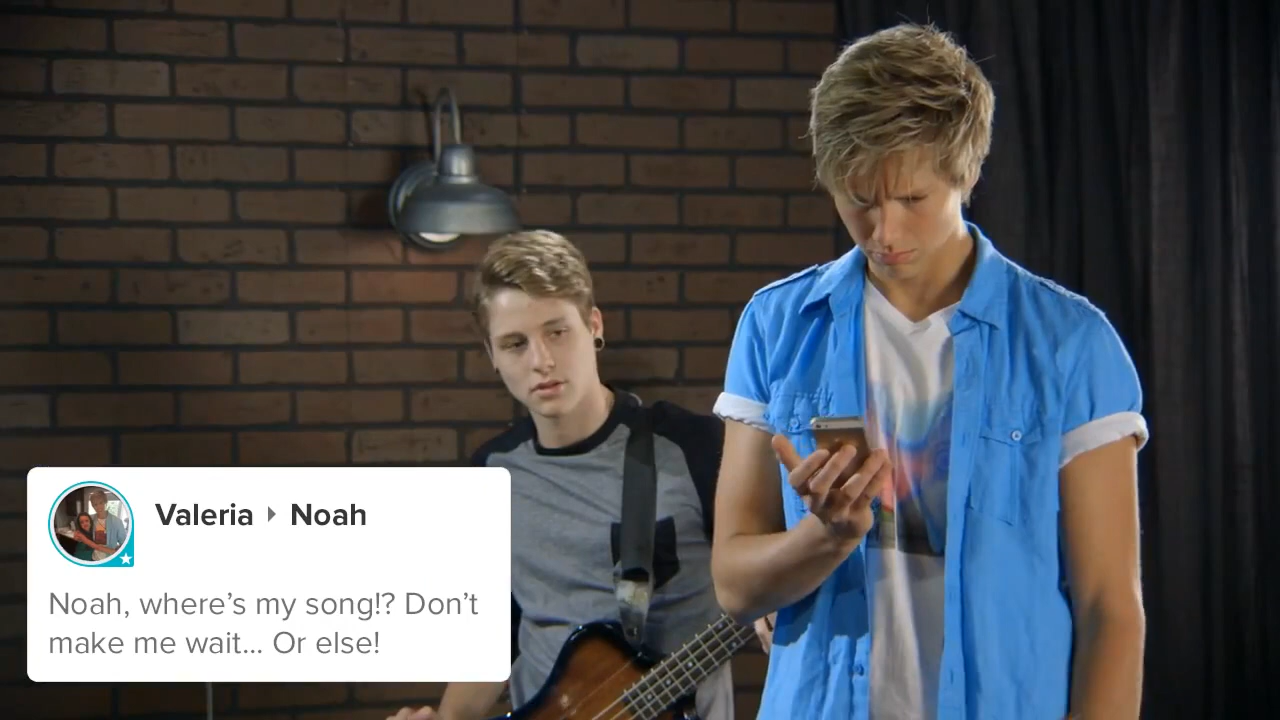 Valeria Noah
Noah, where's my song!? Don't
make me wait... Or else!